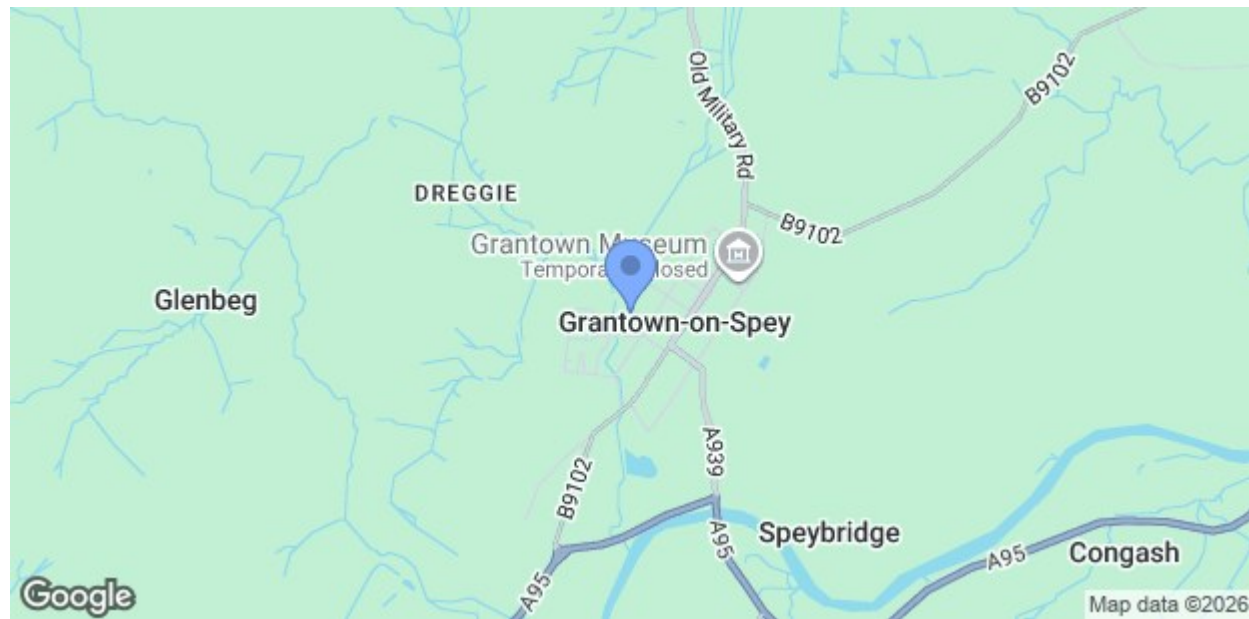 Old Military Rd
B9102
DREGGIE
B9102
Grantown Museum
Temporarily closed
Glenbeg
Grantown-on-Spey
A939
B9102
Speybridge
A95
A95
Congash
A95
Google
Map data ©2026